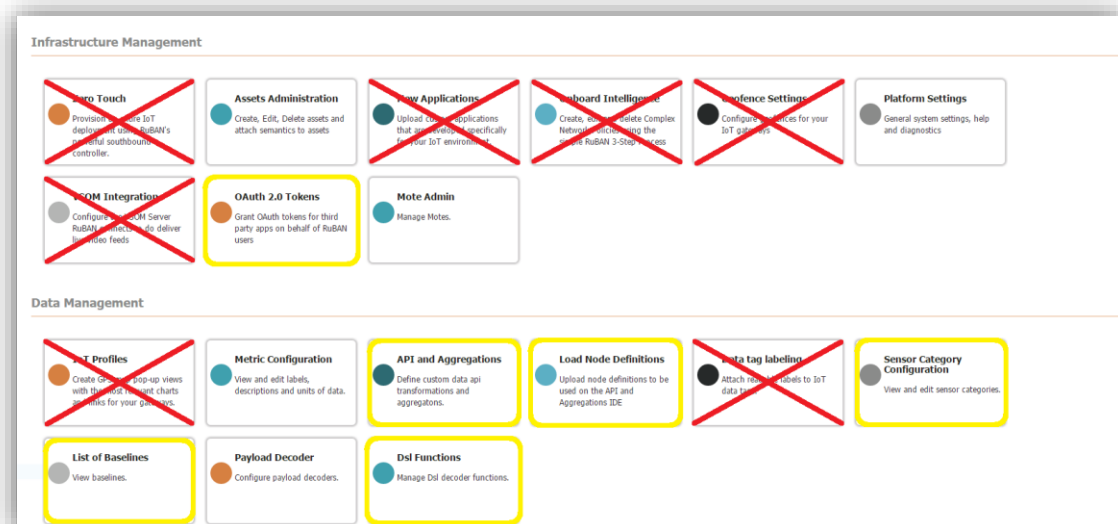 Infrastructure Management
Zero Touch
Provision
deployment using RuBAN's
powerful southbound
controller.
Assets Administration
Create, Edit, Delete assets and
attach semantics to assets
Applications
Upload applications
that are developed specifically
for your IoT environment.
Onboard Intelligence
Create, edit delete Complex
Network using the
simple RuBAN 3-Step Process
Geofence Settings
Configure for your
IoT gateways
Platform Settings
General system settings, help
and diagnostics
Integration
Configure Server
RuBAN connects to do deliver
live video feeds
OAuth 2.0 Tokens
Grant OAuth tokens for third
party apps on behalf of RuBAN
users
Mote Admin
Manage Motes.
Data Management
IoT Profiles
Create pop-up views
with the most relevant charts
and links for your gateways.
Metric Configuration
View and edit labels,
descriptions and units of data.
API and Aggregations
Define custom data api
transformations and
aggregatons.
Load Node Definitions
Upload node definitions to be
used on the API and
Aggregations IDE
Data tag labeling
Attach labels to IoT
data
Sensor Category
Configuration
View and edit sensor categories.
List of Baselines
View baselines.
Payload Decoder
Configure payload decoders.
Dsl Functions
Manage Dsl decoder functions.